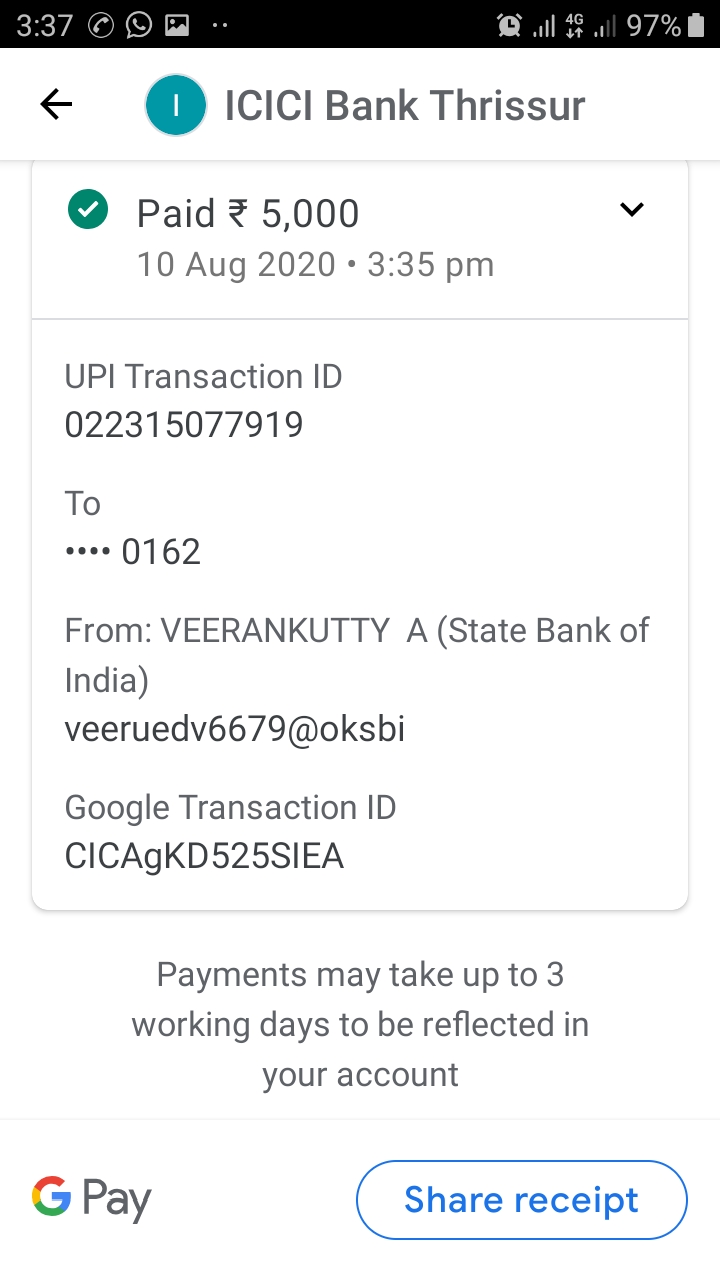 3:37 4G 97%
I ICICI Bank Thrissur
Paid ₹ 5,000
10 Aug 2020 • 3:35 pm
UPI Transaction ID
022315077919
To
•••• 0162
From: VEERANKUTTY A (State Bank of
India)
veeruedv6679@oksbi
Google Transaction ID
CICAgKD525SIEA
Payments may take up to 3
working days to be reflected in
your account
G Pay
Share receipt